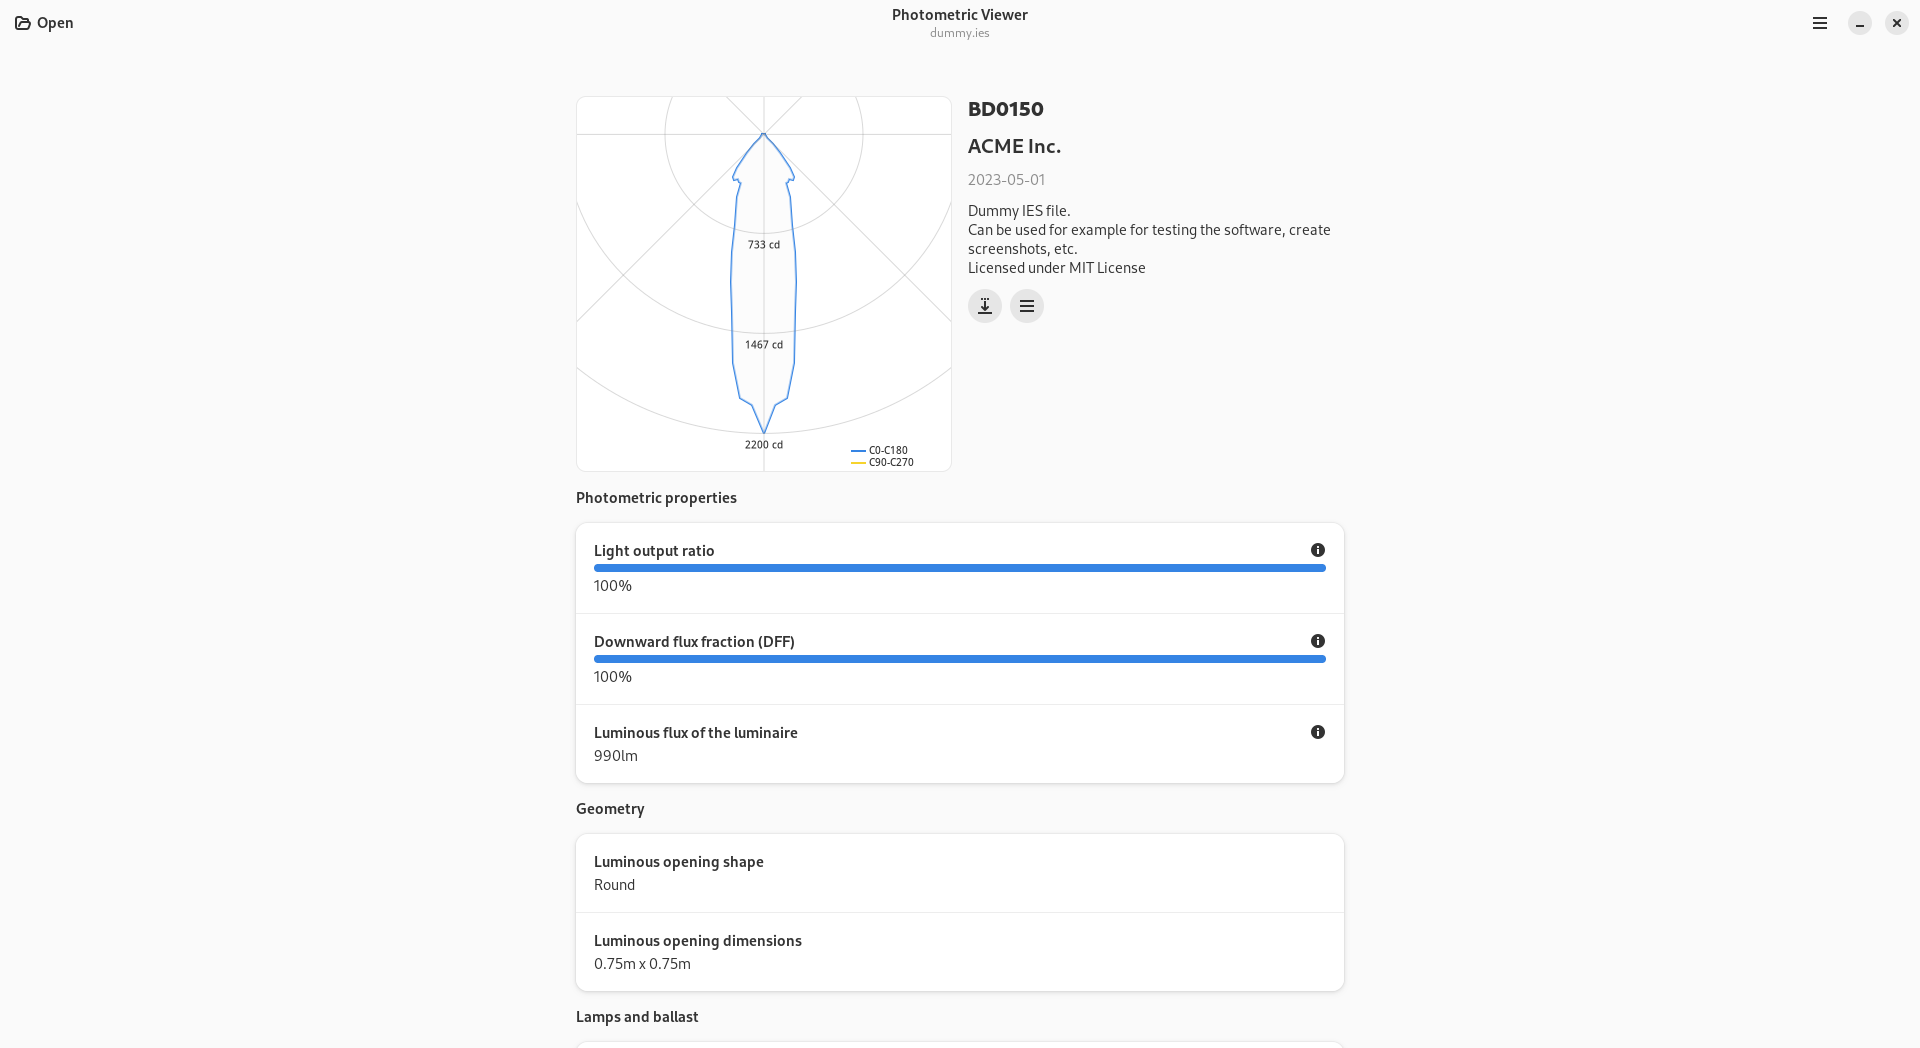 Open
Photometric Viewer
dummy.ies
733 cd
1467 cd
2200 cd
C0-C180
C90-C270
BD0150
ACME Inc.
2023-05-01
Dummy IES file.
Can be used for example for testing the software, create
screenshots, etc.
Licensed under MIT License
Photometric properties
Light output ratio
100%
Downward flux fraction (DFF)
100%
Luminous flux of the luminaire
990lm
Geometry
Luminous opening shape
Round
Luminous opening dimensions
0.75m x 0.75m
Lamps and ballast